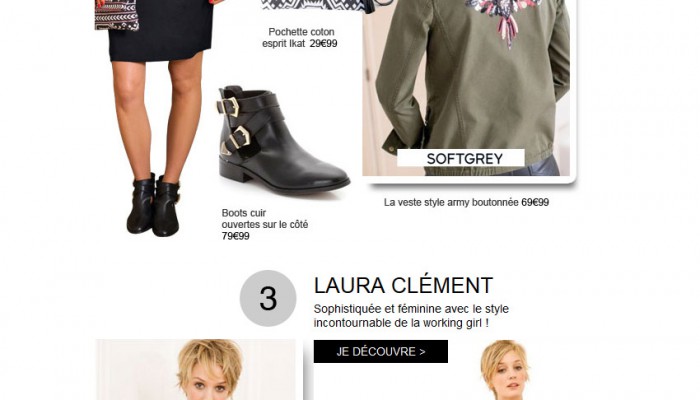 Pochette coton
esprit Ikat 29€99
SOFTGREY
La veste style army boutonnée 69€99
Boots cuir
ouvertes sur le côté
79€99
3
LAURA CLÉMENT
Sophistiquée et féminine avec le style
incontournable de la working girl !
JE DÉCOUVRE >